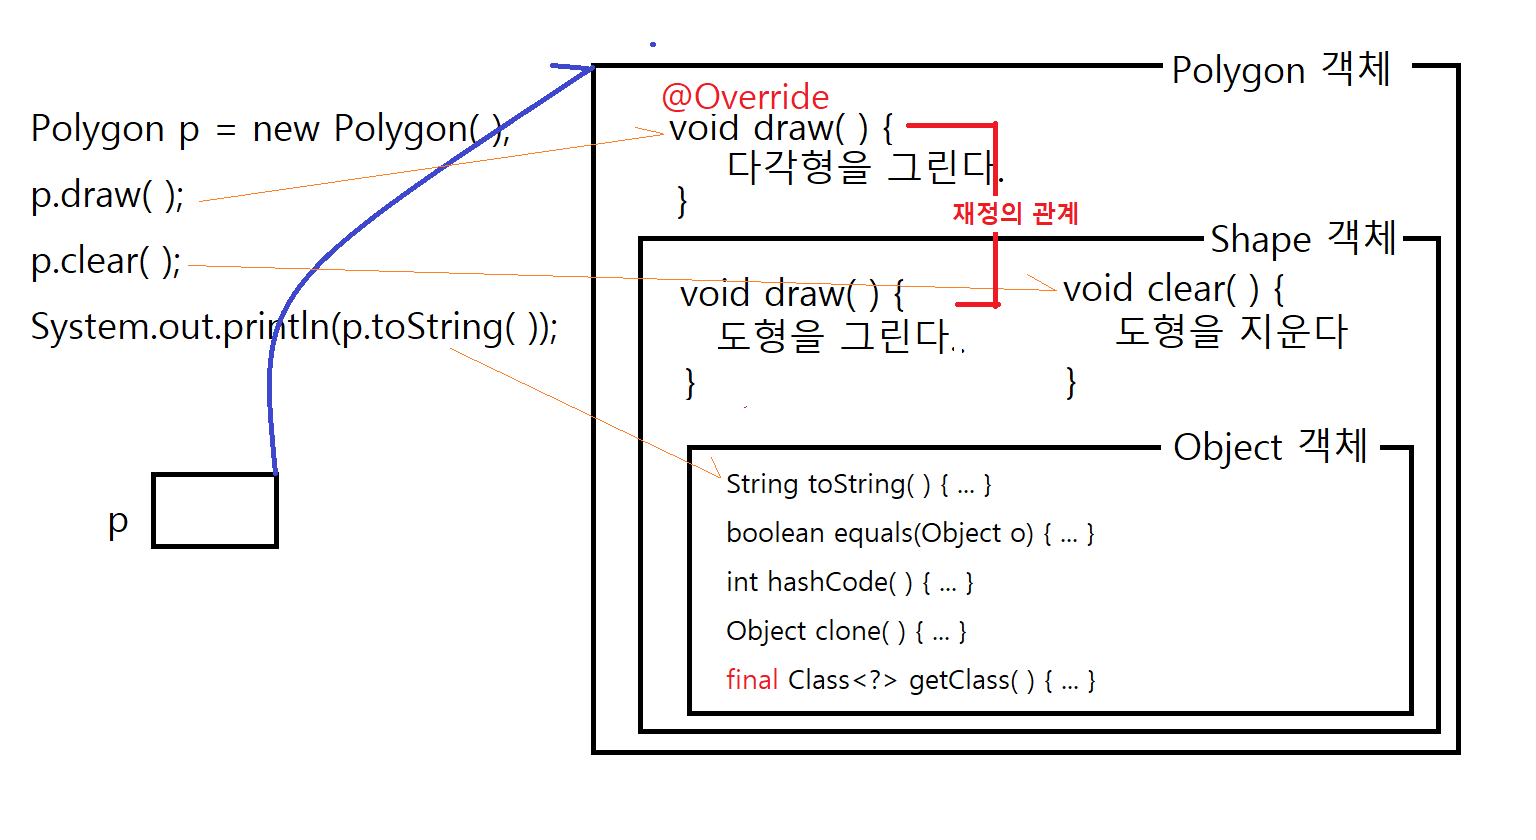 Polygon p = new Polygon( );
p.draw( );
p.clear( );
System.out.println(p.toString( ));
p
Polygon 객체
@Override
void draw( ) {
다각형을 그린다.
}
재정의 관계
Shape 객체
void draw( ) {
도형을 그린다..
}
void clear( ) {
도형을 지운다
}
Object 객체
String toString( ) { ... }
boolean equals(Object o) { ... }
int hashCode( ) { ... }
Object clone( ) { ... }
final Class<?> getClass( ) { ... }